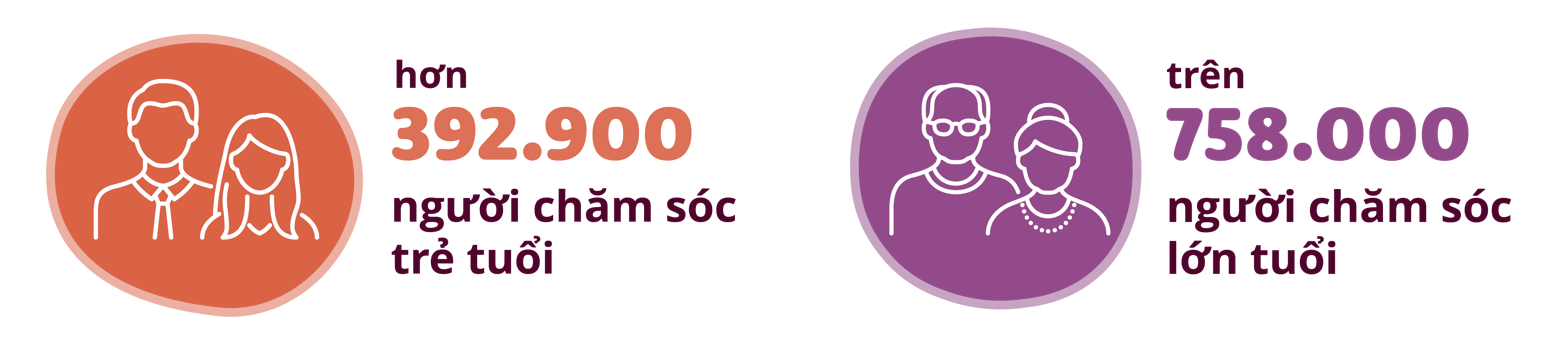 hơn
392.900
người chăm sóc
trẻ tuổi
trên
758.000
người chăm sóc
lớn tuổi